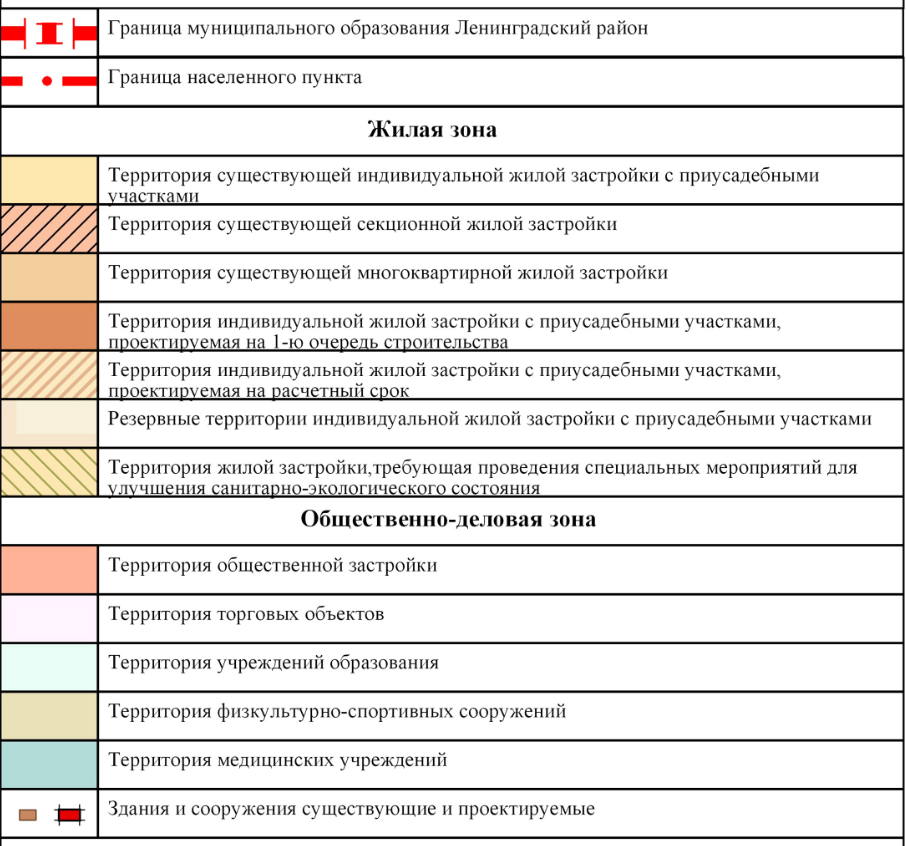 Граница муниципального образования Ленинградский район
Граница населенного пункта
Жилая зона
Территория существующей индивидуальной жилой застройки с приусадебными
участками
Территория существующей секционной жилой застройки
Территория существующей многоквартирной жилой застройки
Территория индивидуальной жилой застройки с приусадебными участками,
проектируемая на 1-ю очередь строительства
Территория индивидуальной жилой застройки с приусадебными участками,
проектируемая на расчетный срок
Резервные территории индивидуальной жилой застройки с приусадебными участками
Территория жилой застройки,требующая проведения специальных мероприятий для
улучшения санитарно-экологического состояния
Общественно-деловая зона
Территория общественной застройки
Территория торговых объектов
Территория учреждений образования
Территория физкультурно-спортивных сооружений
Территория медицинских учреждений
Здания и сооружения существующие и проектируемые